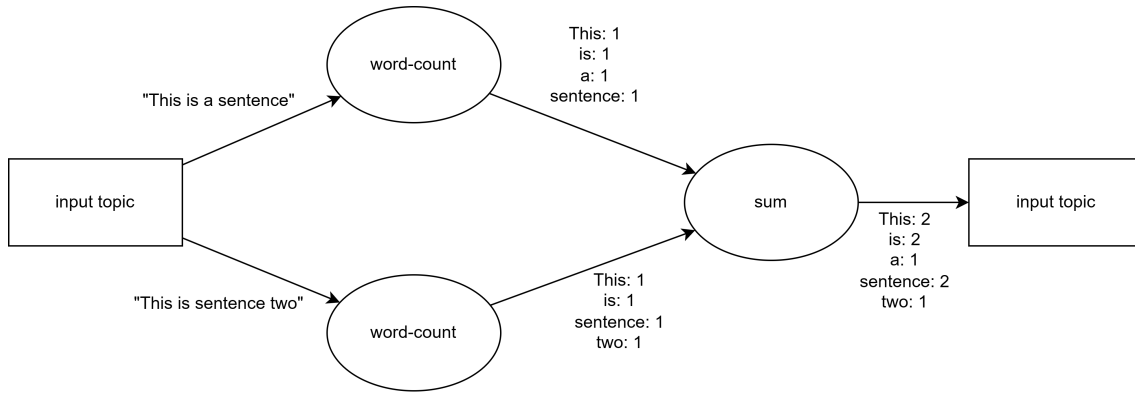 word-count
This: 1
is: 1
a: 1
sentence: 1
"This is a sentence"
input topic
sum
input topic
This: 2
is: 2
a: 1
sentence: 2
two: 1
"This is sentence two"
word-count
This: 1
is: 1
sentence: 1
two: 1